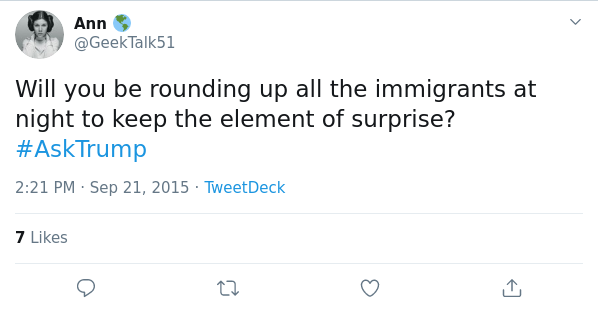 Ann 🌎
@GeekTalk51
Will you be rounding up all the immigrants at
night to keep the element of surprise?
#AskTrump
2:21 PM · Sep 21, 2015 · TweetDeck
7 Likes